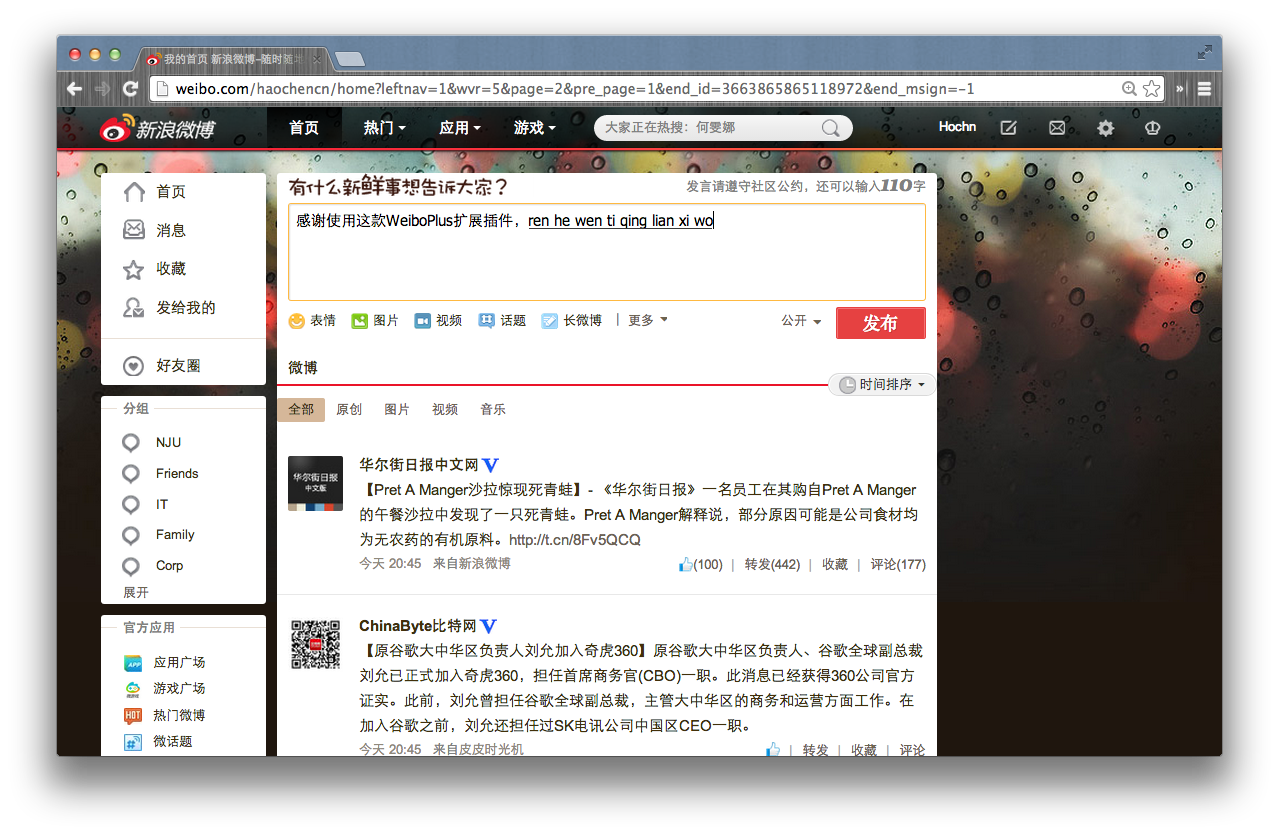 我的首页 新浪微博-随时随地
weibo.com/haochencn/home?leftnav=1&wvr=5&page=2&pre_page=1&end_id=3663865865118972&end_msign=-1
新浪微博 首页 热门 应用 游戏 大家正在热搜：何雯娜 Hochn
首页
消息
收藏
发给我的
好友圈
分组
NJU
Friends
IT
Family
Corp
展开
官方应用
APP 应用广场
游戏广场
HOT 热门微博
# 微话题
有什么新鲜事想告诉大家？ 发言请遵守社区公约，还可以输入110字
感谢使用这款WeiboPlus扩展插件，ren he wen ti qing lian xi wo
表情 图片 视频 话题 长微博 | 更多 公开 发布
微博
时间排序
全部 原创 图片 视频 音乐
华尔街日报
中文版
华尔街日报中文网 V
【Pret A Manger沙拉惊现死青蛙】- 《华尔街日报》一名员工在其购自Pret A Manger
的午餐沙拉中发现了一只死青蛙。Pret A Manger解释说，部分原因可能是公司食材均
为无农药的有机原料。http://t.cn/8Fv5QCQ
今天 20:45 来自新浪微博 (100) | 转发(442) | 收藏 | 评论(177)
ChinaByte比特网 V
【原谷歌大中华区负责人刘允加入奇虎360】原谷歌大中华区负责人、谷歌全球副总裁
刘允已正式加入奇虎360，担任首席商务官(CBO)一职。此消息已经获得360公司官方
证实。此前，刘允曾担任谷歌全球副总裁，主管大中华区的商务和运营方面工作。在
加入谷歌之前，刘允还担任过SK电讯公司中国区CEO一职。
今天 20:45 来自皮皮时光机 | 转发 | 收藏 | 评论